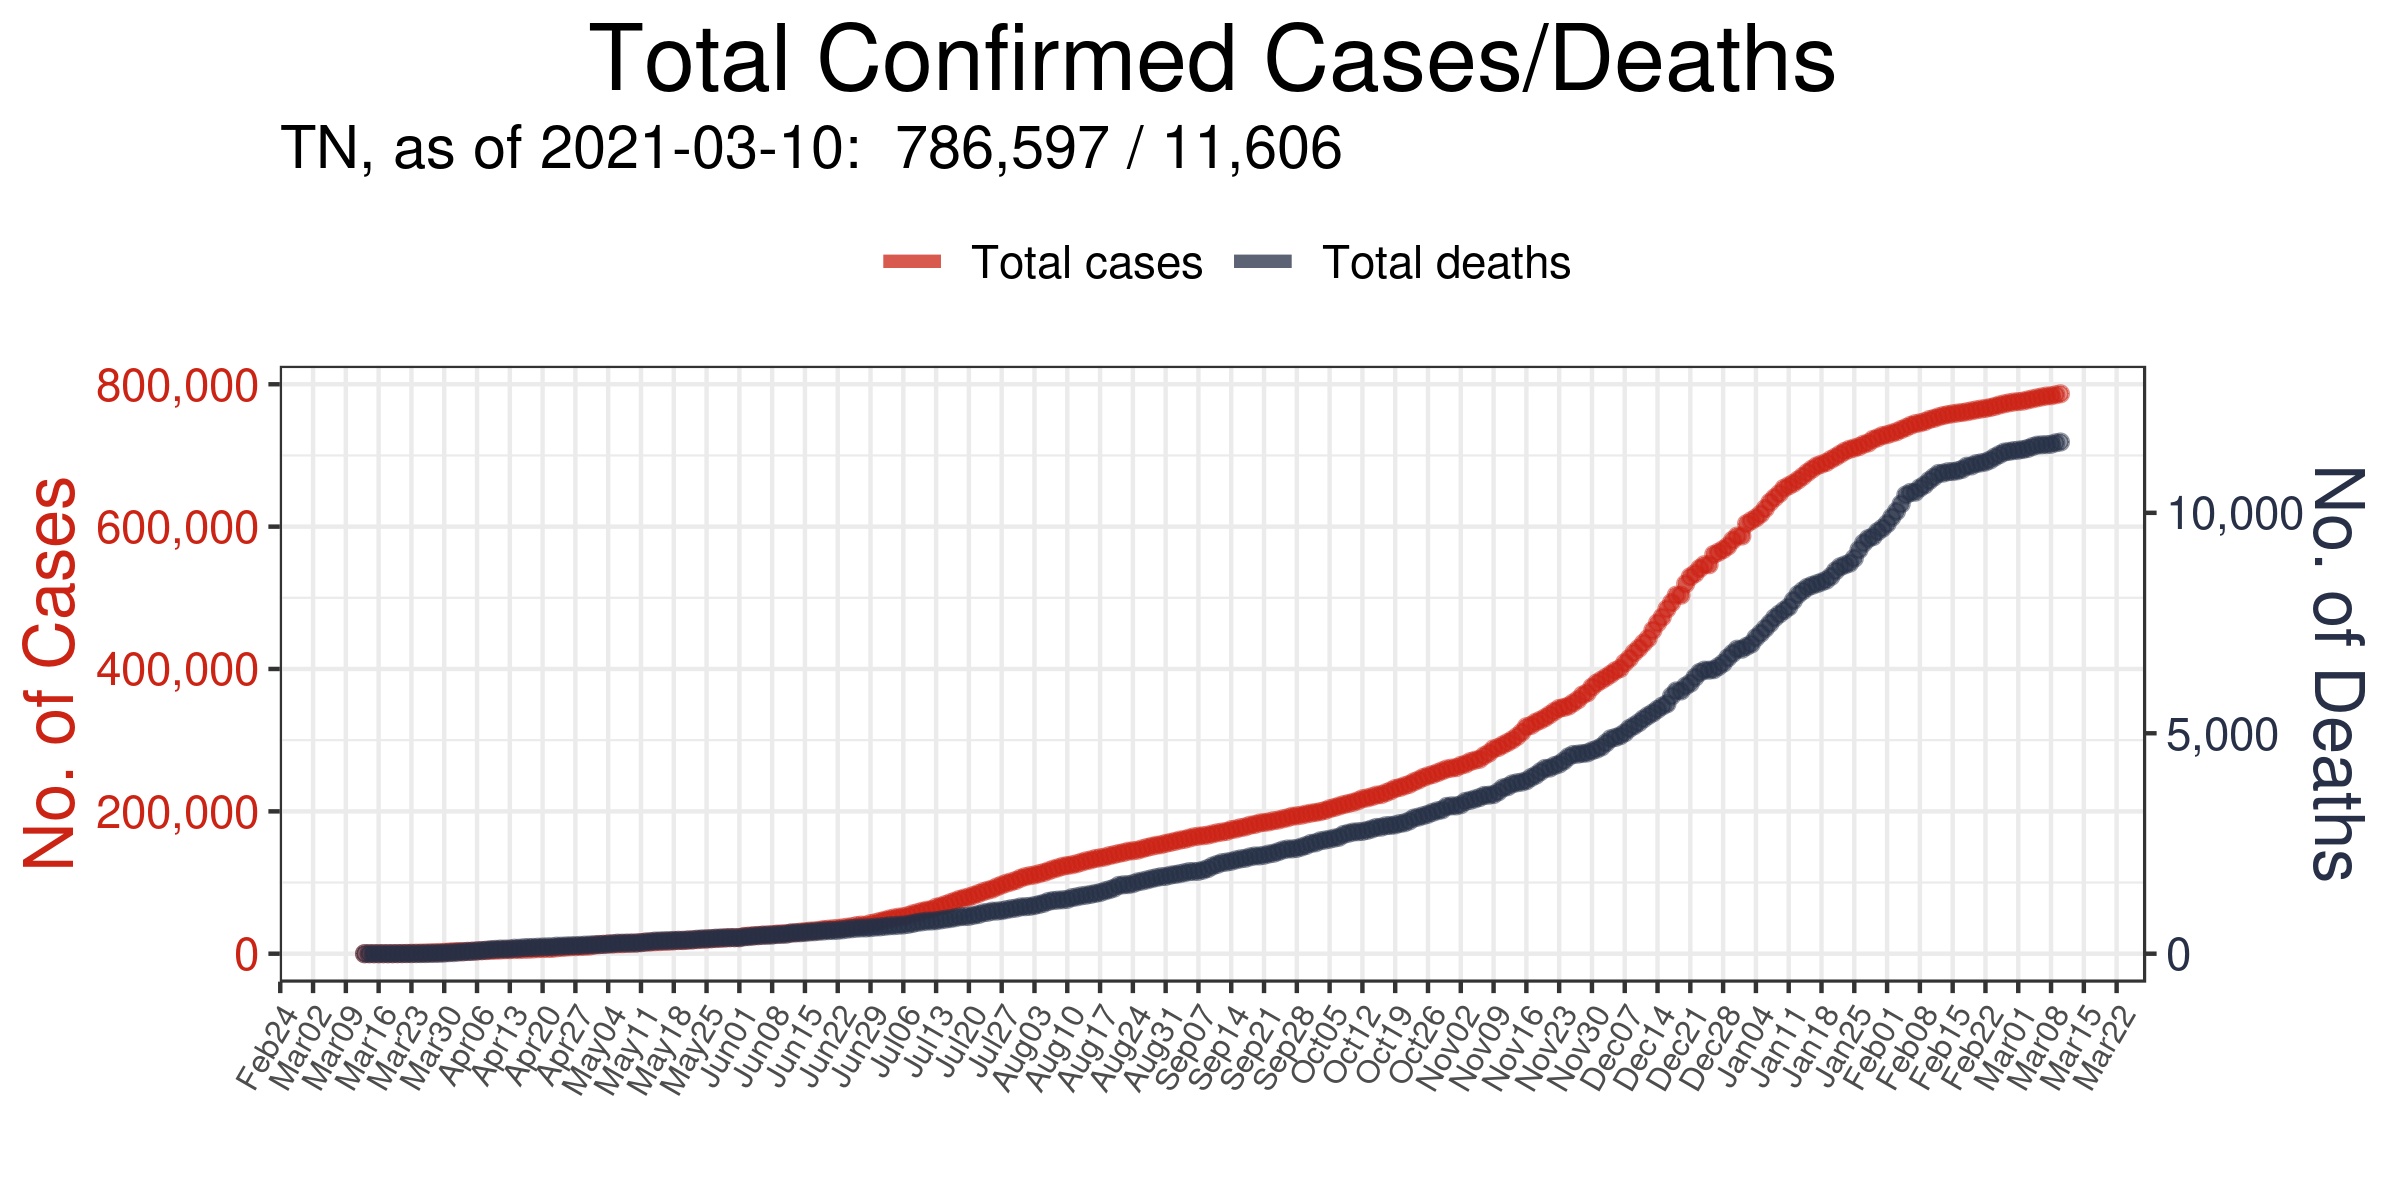 Total Confirmed Cases/Deaths
TN, as of 2021-03-10:  786,597 / 11,606
Total cases
Total deaths
No. of Cases
800,000
600,000
400,000
200,000
0
10,000
5,000
0
No. of Deaths
Feb24
Mar02
Mar09
Mar16
Mar23
Mar30
Apr06
Apr13
Apr20
Apr27
May04
May11
May18
May25
Jun01
Jun08
Jun15
Jun22
Jun29
Jul06
Jul13
Jul20
Jul27
Aug03
Aug10
Aug17
Aug24
Aug31
Sep07
Sep14
Sep21
Sep28
Oct05
Oct12
Oct19
Oct26
Nov02
Nov09
Nov16
Nov23
Nov30
Dec07
Dec14
Dec21
Dec28
Jan04
Jan11
Jan18
Jan25
Feb01
Feb08
Feb15
Feb22
Mar01
Mar08
Mar15
Mar22